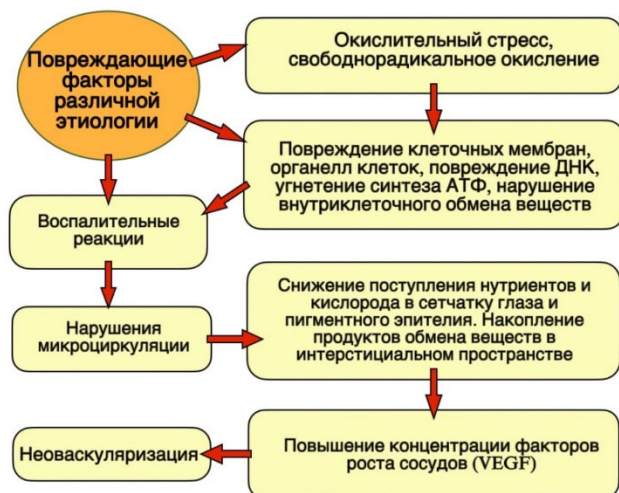 Повреждающие
факторы
различной
этиологии
Окислительный стресс,
свободнорадикальное окисление
Повреждение клеточных мембран,
органелл клеток, повреждение ДНК,
угнетение синтеза АТФ, нарушение
внутриклеточного обмена веществ
Воспалительные
реакции
Нарушения
микроциркуляции
Снижение поступления нутриентов и
кислорода в сетчатку глаза и
пигментного эпителия. Накопление
продуктов обмена веществ в
интерстициальном пространстве
Повышение концентрации факторов
роста сосудов (VEGF)
Неоваскуляризация